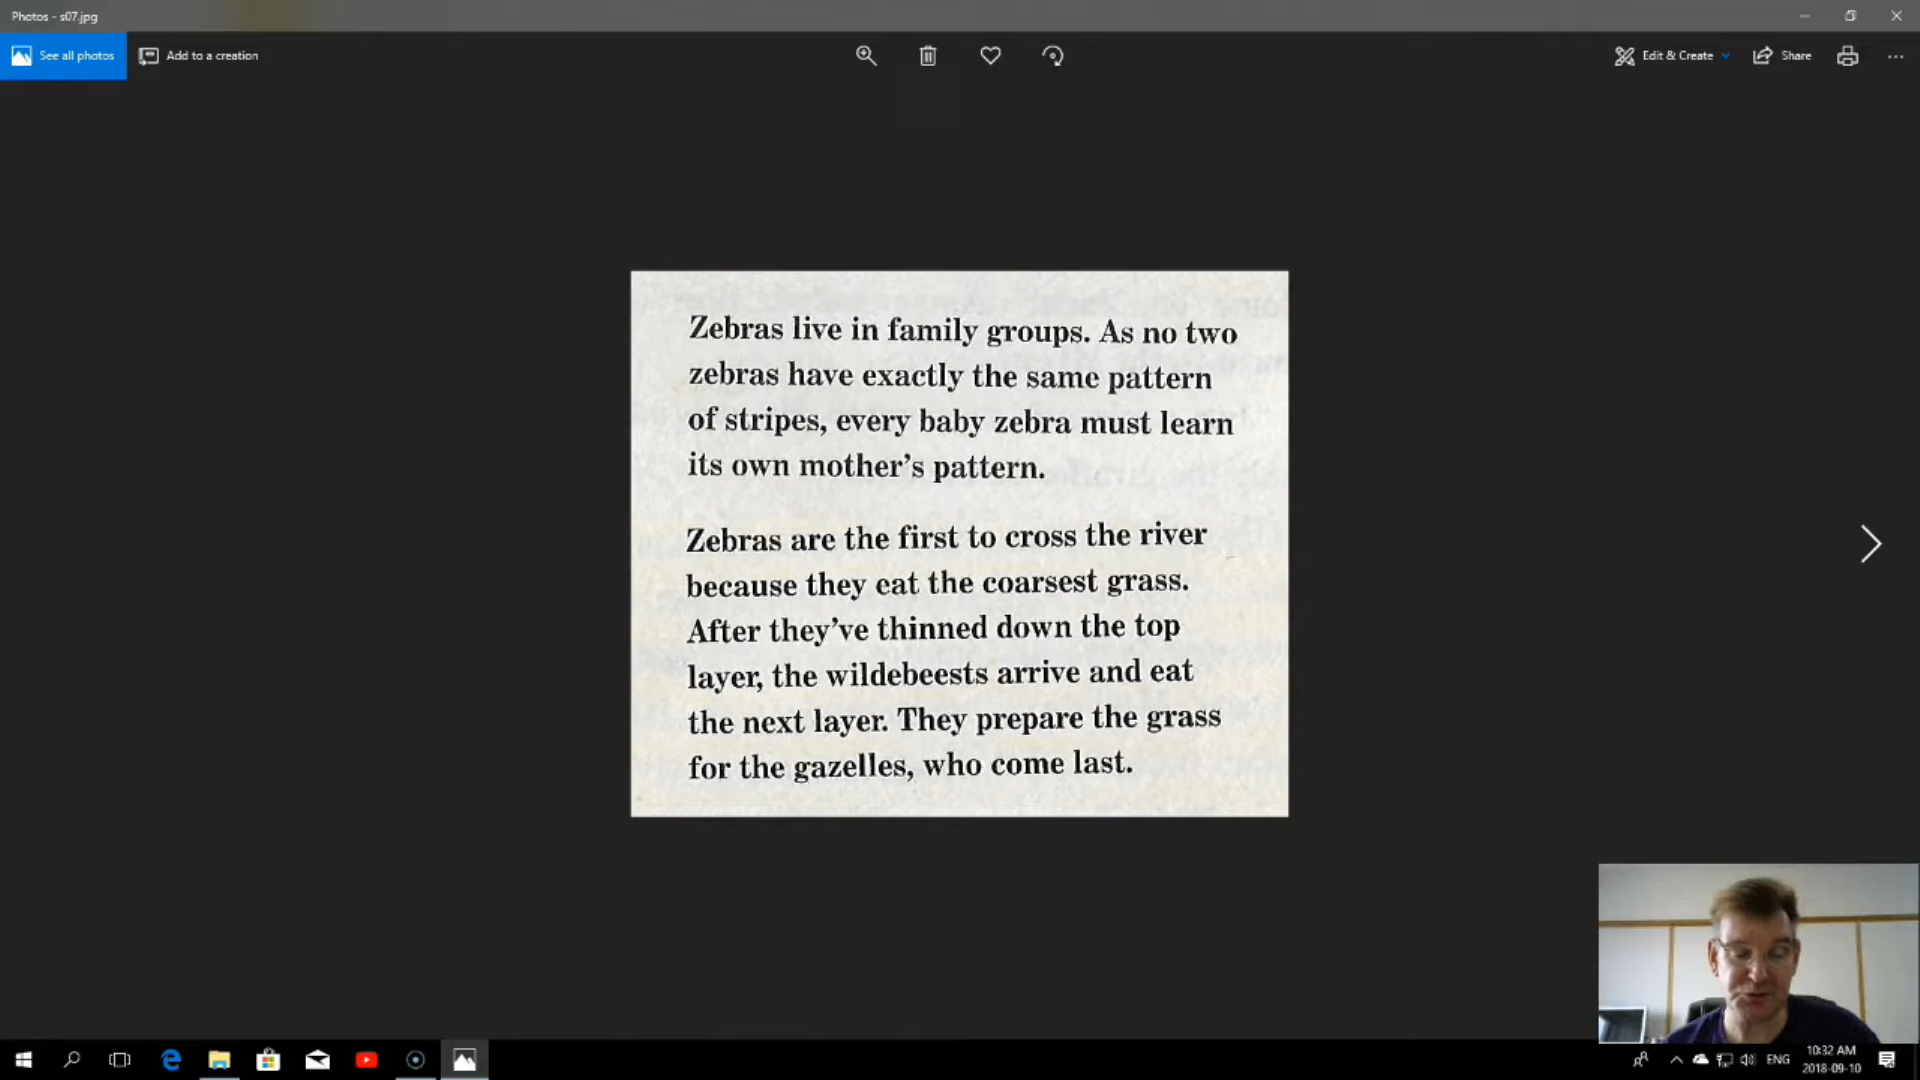 Photos - s07.jpg
See all photos
Add to a creation
Edit & Create
Share
Zebras live in family groups. As no two
zebras have exactly the same pattern
of stripes, every baby zebra must learn
its own mother's pattern.
Zebras are the first to cross the river
because they eat the coarsest grass.
After they've thinned down the top
layer, the wildebeests arrive and eat
the next layer. They prepare the grass
for the gazelles, who come last.
ENG
10:32 AM
2018-09-10